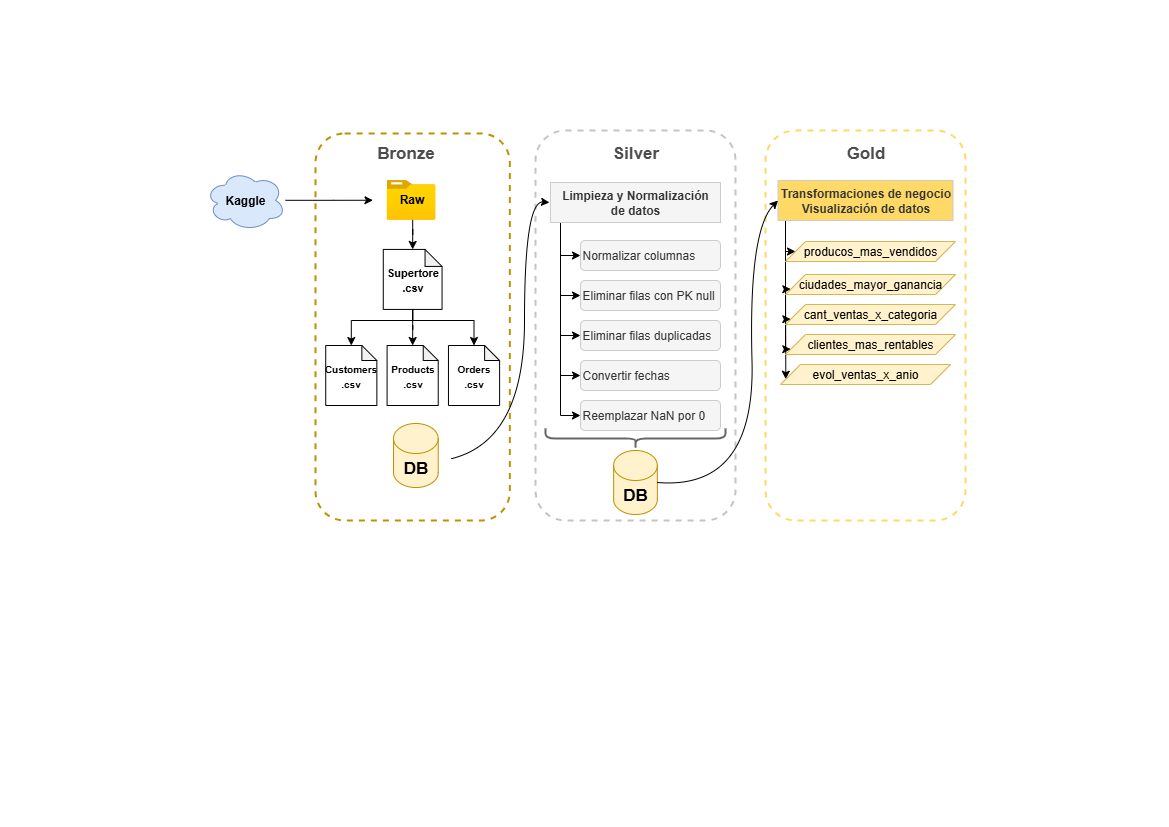 Kaggle
Bronze
Raw
Supertore
.csv
Customers
.csv
Products
.csv
Orders
.csv
DB
Silver
Limpieza y Normalización
de datos
Normalizar columnas
Eliminar filas con PK null
Eliminar filas duplicadas
Convertir fechas
Reemplazar NaN por 0
DB
Gold
Transformaciones de negocio
Visualización de datos
producos_mas_vendidos
ciudades_mayor_ganancia
cant_ventas_x_categoria
clientes_mas_rentables
evol_ventas_x_anio